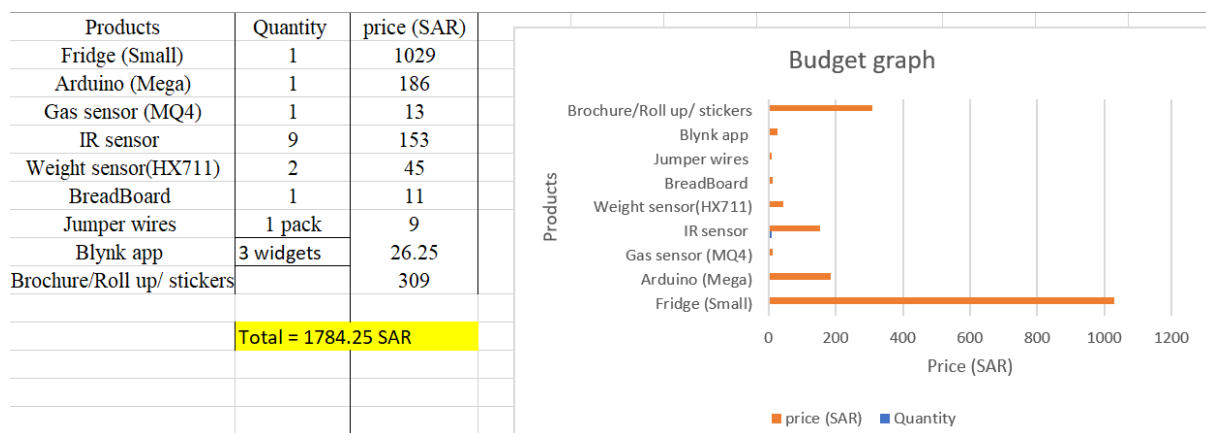 Products Quantity price (SAR)
Fridge (Small) 1 1029
Arduino (Mega) 1 186
Gas sensor (MQ4) 1 13
IR sensor 9 153
Weight sensor(HX711) 2 45
BreadBoard 1 11
Jumper wires 1 pack 9
Blynk app 3 widgets 26.25
Brochure/Roll up/ stickers 309
Total = 1784.25 SAR
Budget graph
Products
Brochure/Roll up/ stickers
Blynk app
Jumper wires
BreadBoard
Weight sensor(HX711)
IR sensor
Gas sensor (MQ4)
Arduino (Mega)
Fridge (Small)
0 200 400 600 800 1000 1200
Price (SAR)
price (SAR) Quantity